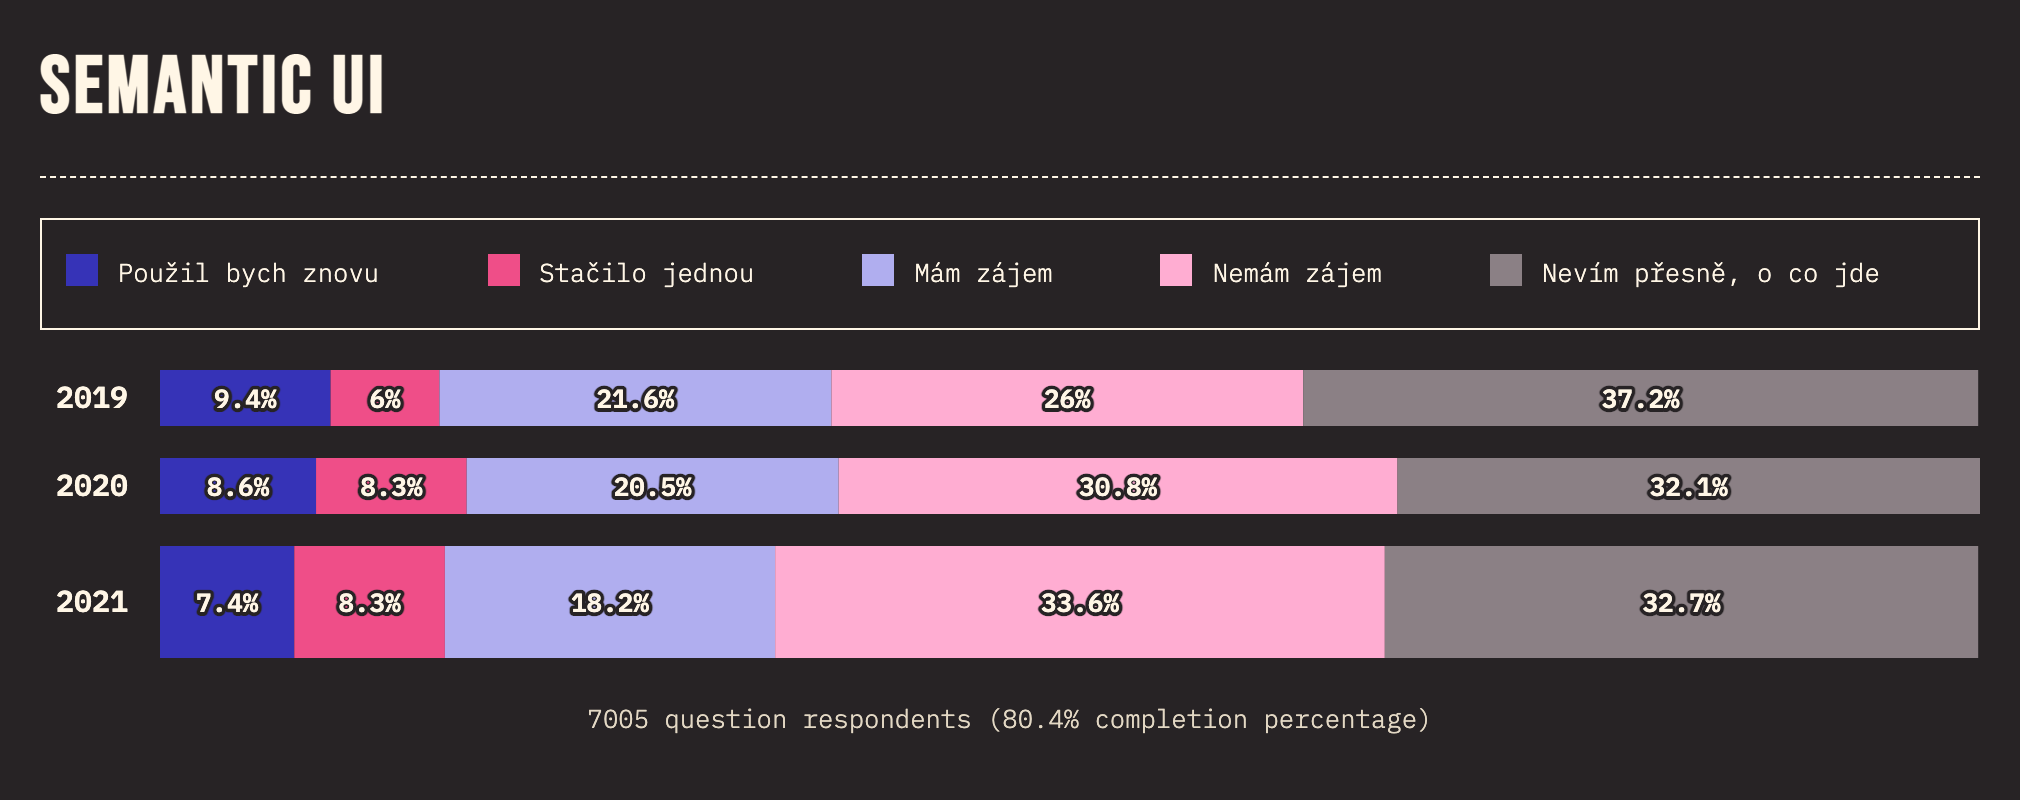 SEMANTIC UI
Použil bych znovu Stačilo jednou Mám zájem Nemám zájem Nevím přesně, o co jde
2019 9.4% 6% 21.6% 26% 37.2%
2020 8.6% 8.3% 20.5% 30.8% 32.1%
2021 7.4% 8.3% 18.2% 33.6% 32.7%
7005 question respondents (80.4% completion percentage)